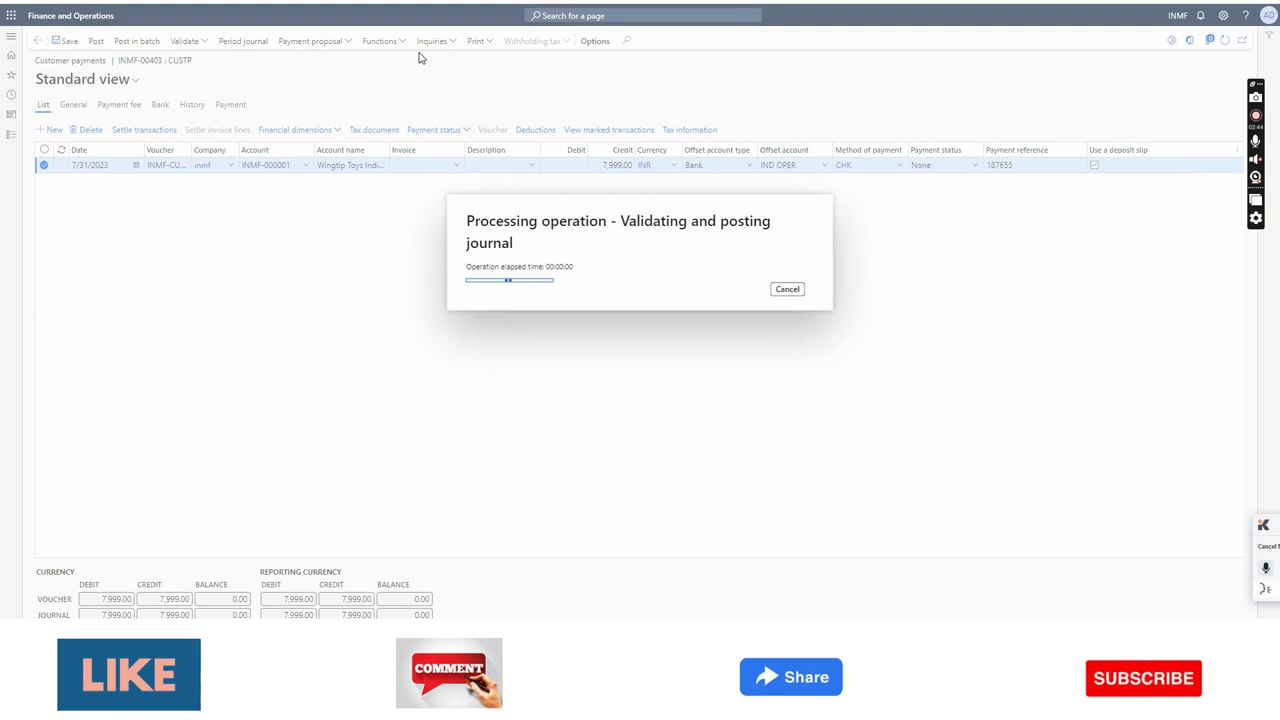 Finance and Operations
Search for a page
INMF
?
AD
Save Post Post in batch Validate Period journal Payment proposal Functions Inquiries Print Withholding tax Options
Customer payments | INMF-00403 : CUSTP
Standard view
List General Payment fee Bank History Payment
+ New Delete Settle transactions Settle invoice lines Financial dimensions Tax document Payment status Voucher Deductions View marked transactions Tax information
Date Voucher Company Account Account name Invoice Description Debit Credit Currency Offset account type Offset account Method of payment Payment status Payment reference Use a deposit slip
7/31/2023 INMF-CU... inmf INMF-000001 Wingtip Toys Indi... 7,999.00 INR Bank IND OPER CHK None 187655
02:44
Processing operation - Validating and posting
journal
Operation elapsed time: 00:00:00
Cancel
CURRENCY REPORTING CURRENCY
DEBIT CREDIT BALANCE DEBIT CREDIT BALANCE
VOUCHER 7,999.00 7,999.00 0.00 7,999.00 7,999.00 0.00
JOURNAL 7,999.00 7,999.00 0.00 7,999.00 7,999.00 0.00
LIKE
COMMENT
Share
SUBSCRIBE